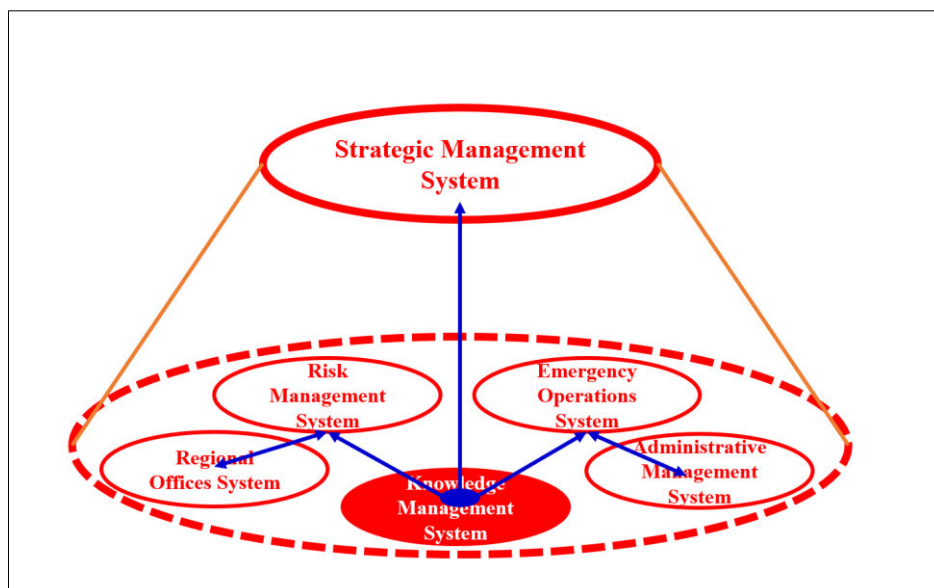 Strategic Management
System
Risk
Management
System
Emergency
Operations
System
Regional
Offices System
Administrative
Management
System
Knowledge
Management
System